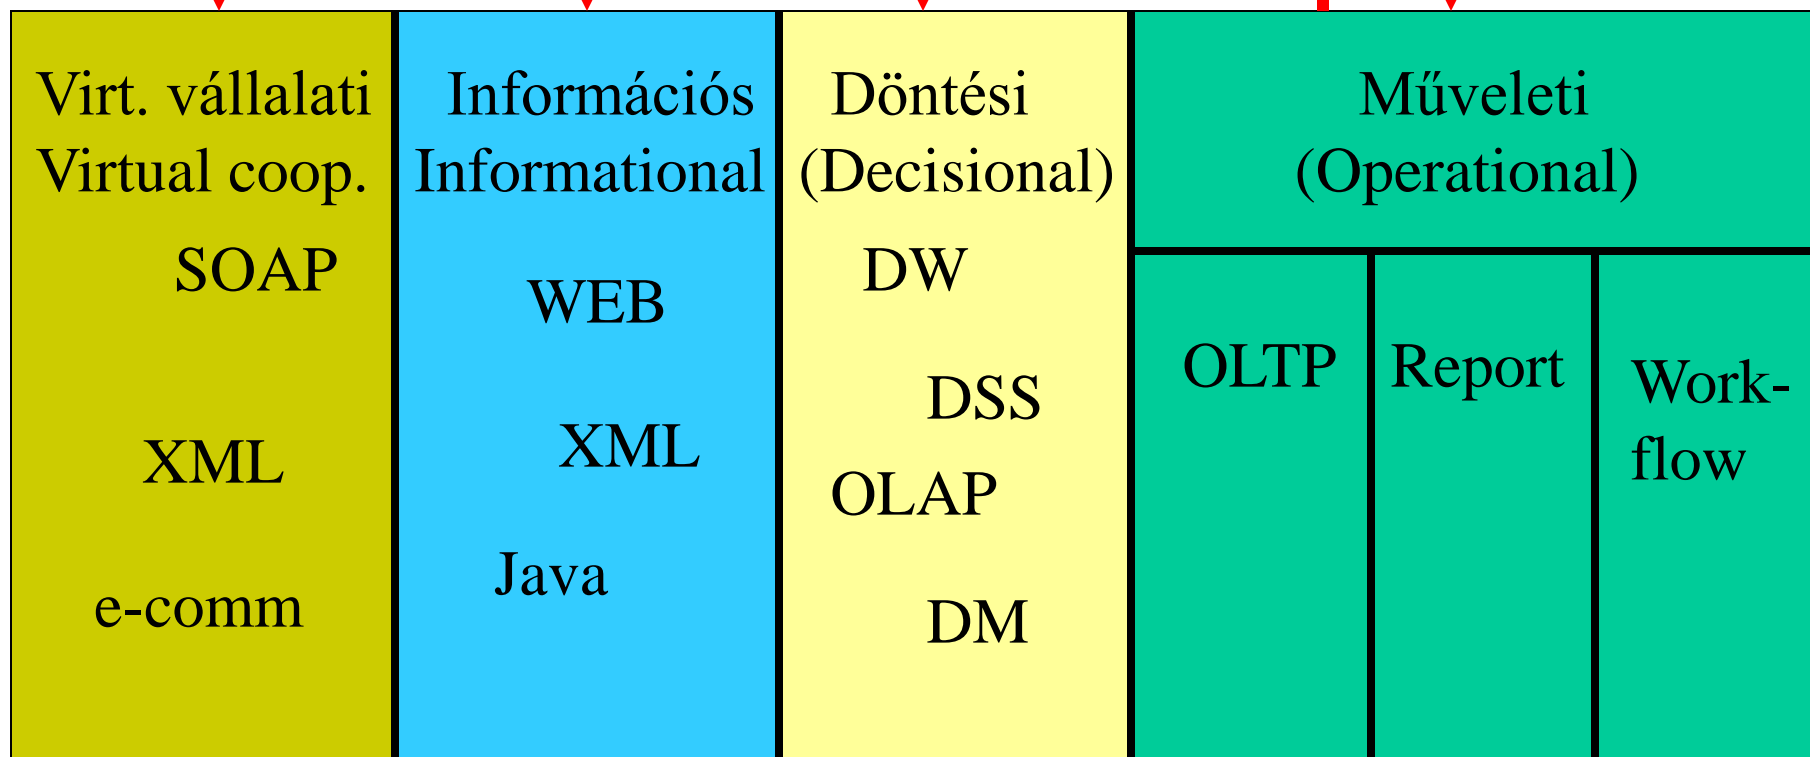 Virt. vállalati
Virtual coop.
SOAP
XML
e-comm
Információs
Informational
WEB
XML
Java
Döntési
(Decisional)
DW
DSS
OLAP
DM
Műveleti
(Operational)
OLTP
Report
Work-
flow